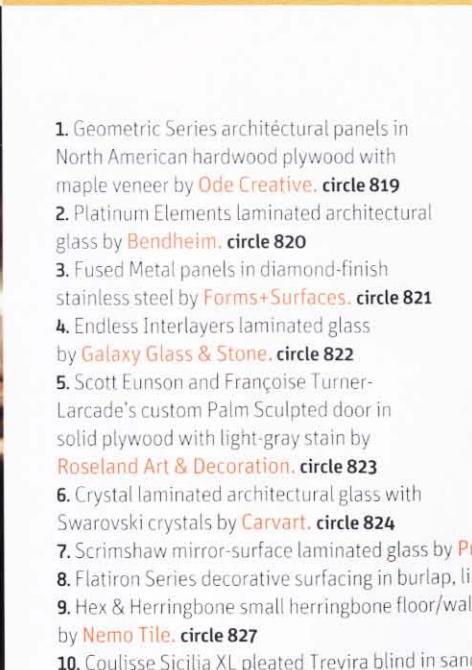 1. Geometric Series architectural panels in
North American hardwood plywood with
maple veneer by Ode Creative. circle 819
2. Platinum Elements laminated architectural
glass by Bendheim. circle 820
3. Fused Metal panels in diamond-finish
stainless steel by Forms+Surfaces. circle 821
4. Endless Interlayers laminated glass
by Galaxy Glass & Stone. circle 822
5. Scott Eunson and Françoise Turner-
Larcade's custom Palm Sculpted door in
solid plywood with light-gray stain by
Roseland Art & Decoration. circle 823
6. Crystal laminated architectural glass with
Swarovski crystals by Carvart. circle 824
7. Scrimshaw mirror-surface laminated glass by
8. Flatiron Series decorative surfacing in burlap,
9. Hex & Herringbone small herringbone
by Nemo Tile. circle 827
10. Coulisse Sicilia XL pleated Trevira blind in